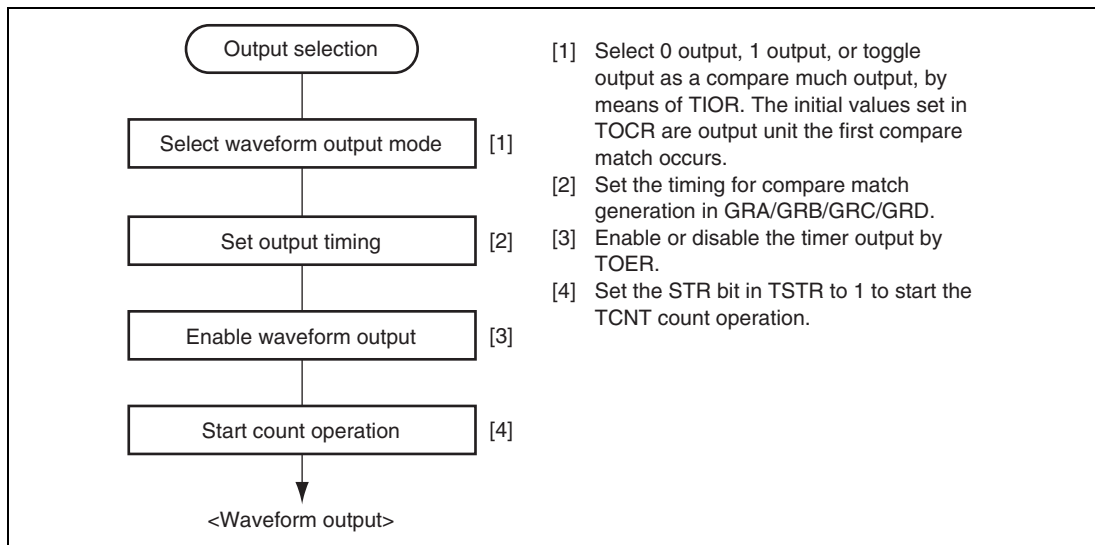 Output selection
Select waveform output mode
[1]
Set output timing
[2]
Enable waveform output
[3]
Start count operation
[4]
<Waveform output>
[1] Select 0 output, 1 output, or toggle
output as a compare much output, by
means of TIOR. The initial values set in
TOCR are output unit the first compare
match occurs.
[2] Set the timing for compare match
generation in GRA/GRB/GRC/GRD.
[3] Enable or disable the timer output by
TOER.
[4] Set the STR bit in TSTR to 1 to start the
TCNT count operation.